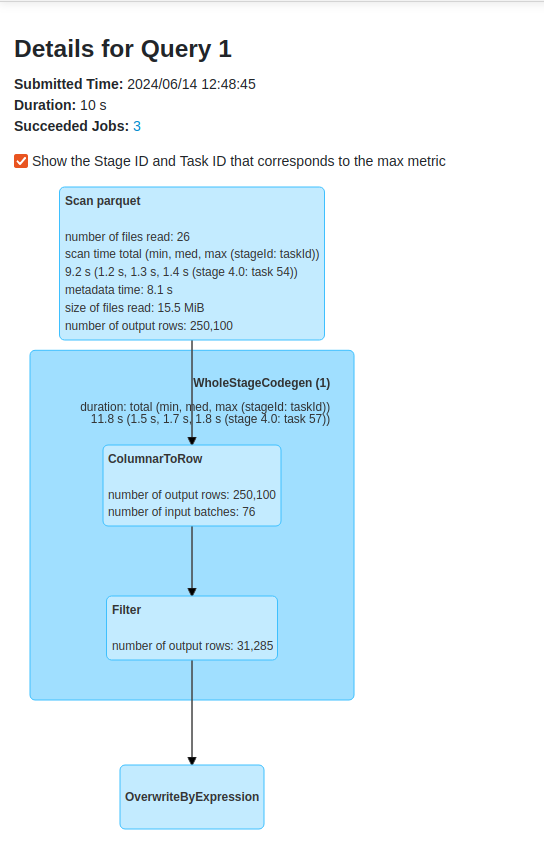 Details for Query 1
Submitted Time: 2024/06/14 12:48:45
Duration: 10 s
Succeeded Jobs: 3
Show the Stage ID and Task ID that corresponds to the max metric
Scan parquet
number of files read: 26
scan time total (min, med, max (stageId: taskId))
9.2 s (1.2 s, 1.3 s, 1.4 s (stage 4.0: task 54))
metadata time: 8.1 s
size of files read: 15.5 MiB
number of output rows: 250,100
WholeStageCodegen (1)
duration: total (min, med, max (stageId: taskId))
11.8 s (1.5 s, 1.7 s, 1.8 s (stage 4.0: task 57))
ColumnarToRow
number of output rows: 250,100
number of input batches: 76
Filter
number of output rows: 31,285
OverwriteByExpression